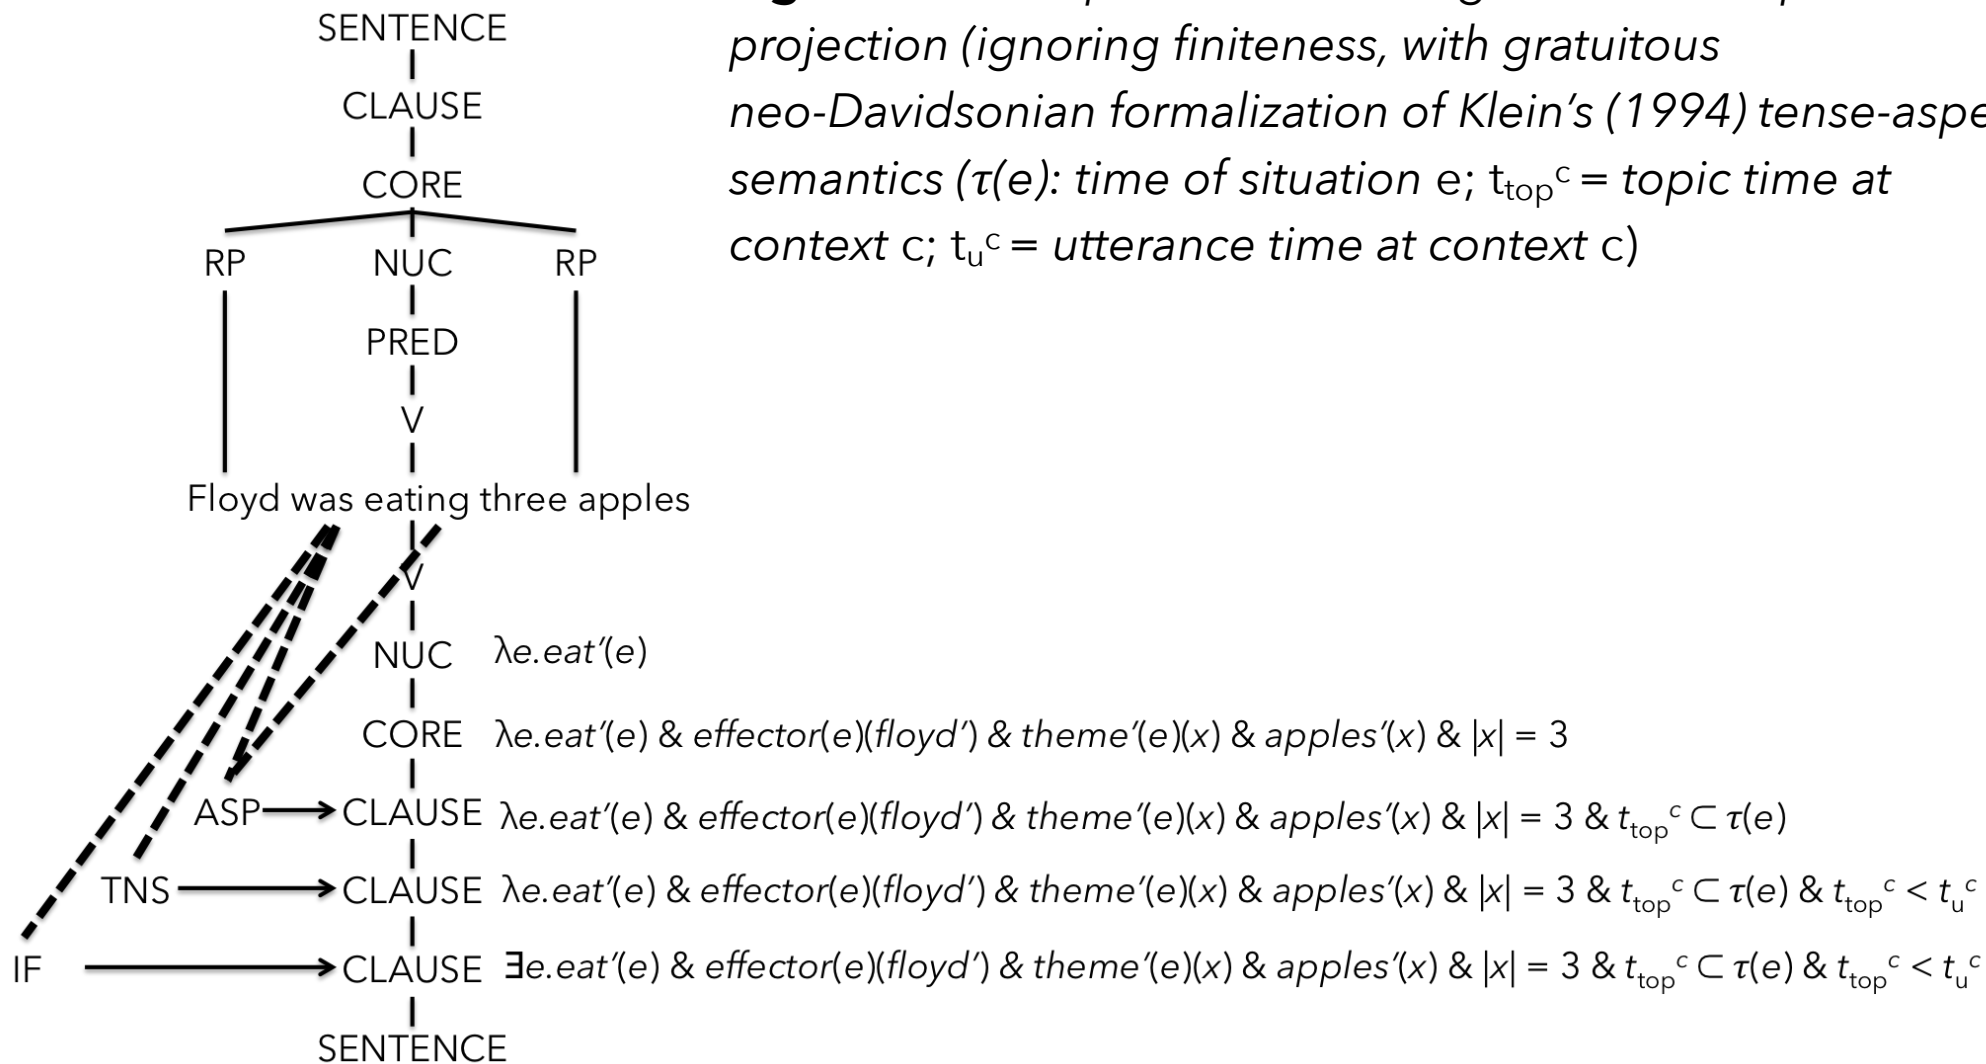 projection (ignoring finiteness, with gratuitous
neo-Davidsonian formalization of Klein’s (1994)
semantics (τ(e): time of situation e; t_top^c = topic time at
context c; t_u^c = utterance time at context c)
SENTENCE
CLAUSE
CORE
RP NUC RP
PRED
V
Floyd was eating three apples
V
NUC λe.eat’(e)
CORE λe.eat’(e) & effector(e)(floyd’) & theme’(e)(x) & apples’(x) & |x| = 3
ASP CLAUSE λe.eat’(e) & effector(e)(floyd’) & theme’(e)(x) & apples’(x) & |x| = 3 & t_top^c ⊂ τ(e)
TNS CLAUSE λe.eat’(e) & effector(e)(floyd’) & theme’(e)(x) & apples’(x) & |x| = 3 & t_top^c ⊂ τ(e) & t_top^c < t_u^c
IF CLAUSE ∃e.eat’(e) & effector(e)(floyd’) & theme’(e)(x) & apples’(x) & |x| = 3 & t_top^c ⊂ τ(e) & t_top^c < t_u^c
SENTENCE